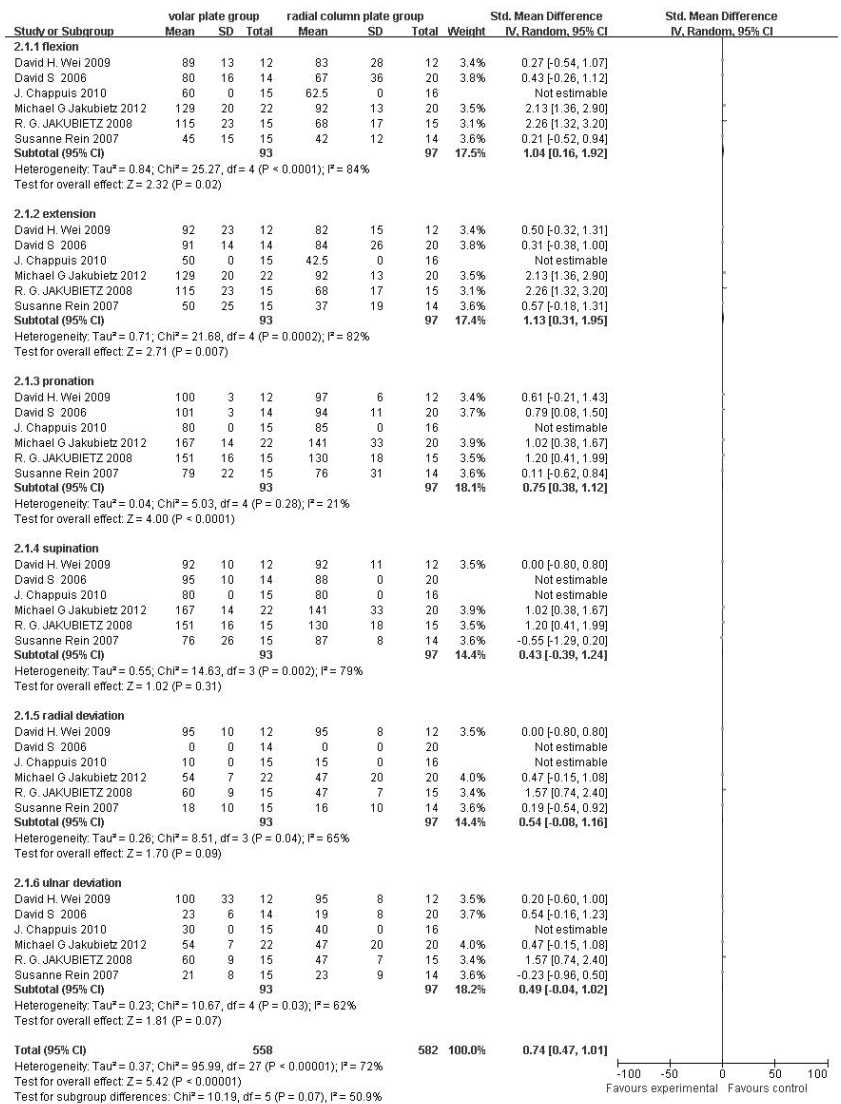 volar plate group radial column plate group Std. Mean Difference Std. Mean Difference
Study or Subgroup Mean SD Total Mean SD Total Weight IV, Random, 95% CI IV, Random, 95% CI
2.1.1 flexion
David H. Wei 2009 89 13 12 83 28 12 3.4% 0.27 [-0.54, 1.07]
David S 2006 80 16 14 67 36 20 3.8% 0.43 [-0.26, 1.12]
J. Chappuis 2010 60 0 15 62.5 0 16 Not estimable
Michael G Jakubietz 2012 129 20 22 92 13 20 3.5% 2.13 [1.36, 2.90]
R. G. JAKUBIETZ 2008 115 23 15 68 17 15 3.1% 2.26 [1.32, 3.20]
Susanne Rein 2007 45 15 15 42 12 14 3.6% 0.21 [-0.52, 0.94]
Subtotal (95% CI) 93 97 17.5% 1.04 [0.16, 1.92]
Heterogeneity: Tau² = 0.84; Chi² = 25.27, df = 4 (P < 0.0001); I² = 84%
Test for overall effect: Z = 2.32 (P = 0.02)
2.1.2 extension
David H. Wei 2009 92 23 12 82 15 12 3.4% 0.50 [-0.32, 1.31]
David S 2006 91 14 14 84 26 20 3.8% 0.31 [-0.38, 1.00]
J. Chappuis 2010 50 0 15 42.5 0 16 Not estimable
Michael G Jakubietz 2012 129 20 22 92 13 20 3.5% 2.13 [1.36, 2.90]
R. G. JAKUBIETZ 2008 115 23 15 68 17 15 3.1% 2.26 [1.32, 3.20]
Susanne Rein 2007 50 25 15 37 19 14 3.6% 0.57 [-0.18, 1.31]
Subtotal (95% CI) 93 97 17.4% 1.13 [0.31, 1.95]
Heterogeneity: Tau² = 0.71; Chi² = 21.68, df = 4 (P = 0.0002); I² = 82%
Test for overall effect: Z = 2.71 (P = 0.007)
2.1.3 pronation
David H. Wei 2009 100 3 12 97 6 12 3.4% 0.61 [-0.21, 1.43]
David S 2006 101 3 14 94 11 20 3.7% 0.79 [0.08, 1.50]
J. Chappuis 2010 80 0 15 85 0 16 Not estimable
Michael G Jakubietz 2012 167 14 22 141 33 20 3.9% 1.02 [0.38, 1.67]
R. G. JAKUBIETZ 2008 151 16 15 130 18 15 3.5% 1.20 [0.41, 1.99]
Susanne Rein 2007 79 22 15 76 31 14 3.6% 0.11 [-0.62, 0.84]
Subtotal (95% CI) 93 97 18.1% 0.75 [0.38, 1.12]
Heterogeneity: Tau² = 0.04; Chi² = 5.03, df = 4 (P = 0.28); I² = 21%
Test for overall effect: Z = 4.00 (P < 0.0001)
2.1.4 supination
David H. Wei 2009 92 10 12 92 11 12 3.5% 0.00 [-0.80, 0.80]
David S 2006 95 10 14 88 0 20 Not estimable
J. Chappuis 2010 80 0 15 80 0 16 Not estimable
Michael G Jakubietz 2012 167 14 22 141 33 20 3.9% 1.02 [0.38, 1.67]
R. G. JAKUBIETZ 2008 151 16 15 130 18 15 3.5% 1.20 [0.41, 1.99]
Susanne Rein 2007 76 26 15 87 8 14 3.6% -0.55 [-1.29, 0.20]
Subtotal (95% CI) 93 97 14.4% 0.43 [-0.39, 1.24]
Heterogeneity: Tau² = 0.55; Chi² = 14.63, df = 3 (P = 0.002); I² = 79%
Test for overall effect: Z = 1.02 (P = 0.31)
2.1.5 radial deviation
David H. Wei 2009 95 10 12 95 8 12 3.5% 0.00 [-0.80, 0.80]
David S 2006 0 0 14 0 0 20 Not estimable
J. Chappuis 2010 10 0 15 15 0 16 Not estimable
Michael G Jakubietz 2012 54 7 22 47 20 20 4.0% 0.47 [-0.15, 1.08]
R. G. JAKUBIETZ 2008 60 9 15 47 7 15 3.4% 1.57 [0.74, 2.40]
Susanne Rein 2007 18 10 15 16 10 14 3.6% 0.19 [-0.54, 0.92]
Subtotal (95% CI) 93 97 14.4% 0.54 [-0.08, 1.16]
Heterogeneity: Tau² = 0.26; Chi² = 8.51, df = 3 (P = 0.04); I² = 65%
Test for overall effect: Z = 1.70 (P = 0.09)
2.1.6 ulnar deviation
David H. Wei 2009 100 33 12 95 8 12 3.5% 0.20 [-0.60, 1.00]
David S 2006 23 6 14 19 8 20 3.7% 0.54 [-0.16, 1.23]
J. Chappuis 2010 30 0 15 40 0 16 Not estimable
Michael G Jakubietz 2012 54 7 22 47 20 20 4.0% 0.47 [-0.15, 1.08]
R. G. JAKUBIETZ 2008 60 9 15 47 7 15 3.4% 1.57 [0.74, 2.40]
Susanne Rein 2007 21 8 15 23 9 14 3.6% -0.23 [-0.96, 0.50]
Subtotal (95% CI) 93 97 18.2% 0.49 [-0.04, 1.02]
Heterogeneity: Tau² = 0.23; Chi² = 10.67, df = 4 (P = 0.03); I² = 62%
Test for overall effect: Z = 1.81 (P = 0.07)
Total (95% CI) 558 582 100.0% 0.74 [0.47, 1.01]
Heterogeneity: Tau² = 0.37; Chi² = 95.99, df = 27 (P < 0.00001); I² = 72%
Test for overall effect: Z = 5.42 (P < 0.00001)
Test for subgroup differences: Chi² = 10.19, df = 5 (P = 0.07), I² = 50.9%
-100 -50 0 50 100
Favours experimental Favours control